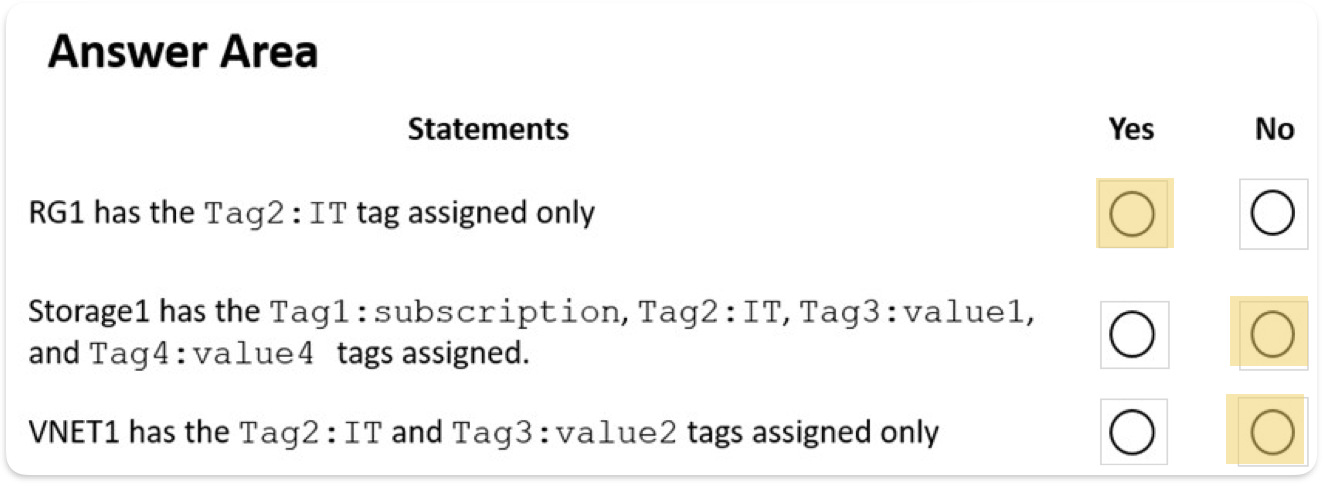 Answer Area
Statements Yes No
RG1 has the Tag2:IT tag assigned only
Storage1 has the Tag1:subscription, Tag2:IT, Tag3:value1,
and Tag4:value4 tags assigned.
VNET1 has the Tag2:IT and Tag3:value2 tags assigned only